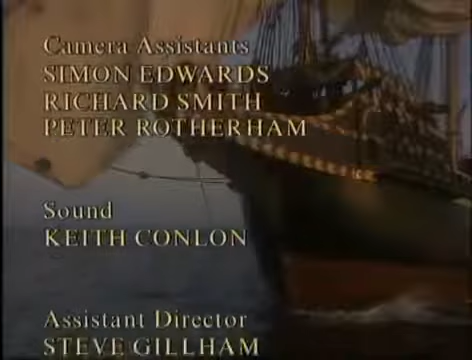 Camera Assistants
SIMON EDWARDS
RICHARD SMITH
PETER ROTHERHAM
Sound
KEITH CONLON
Assistant Director
STEVE GILLHAM